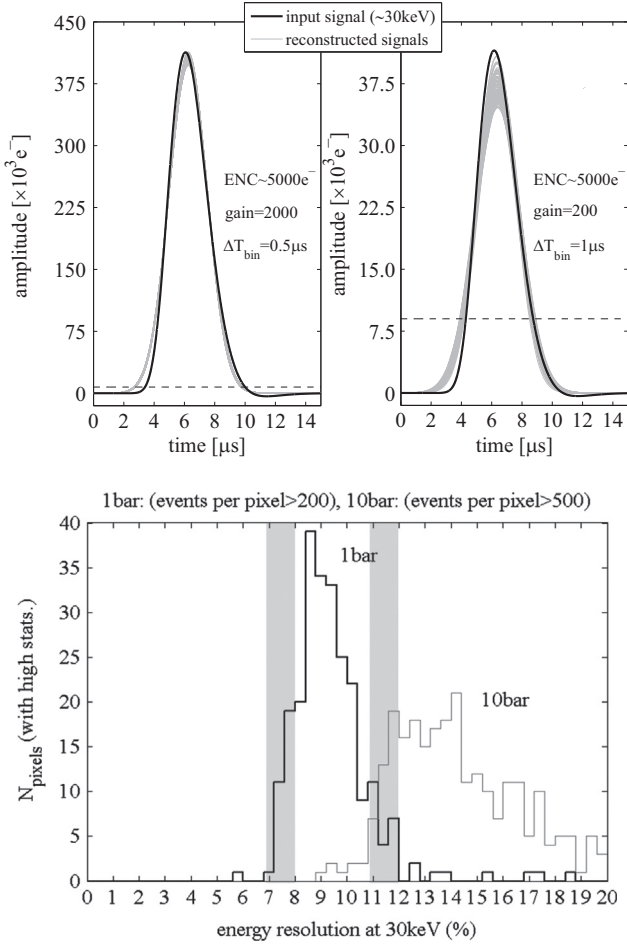 input signal (~30keV)
reconstructed signals
450
375
300
225
150
75
0
amplitude [×10³e⁻]
ENC~5000e⁻
gain=2000
ΔT_bin=0.5μs
0 2 4 6 8 10 12 14
time [μs]
45.0
37.0
30.0
22.5
15.0
7.5
0
amplitude [×10³e⁻]
ENC~5000e⁻
gain=200
ΔT_bin=1μs
0 2 4 6 8 10 12 14
time [μs]
1bar: (events per pixel>200), 10bar: (events per pixel>500)
40
35
30
25
20
15
10
5
0
N_pixels (with high stats.)
1bar
10bar
0 1 2 3 4 5 6 7 8 9 10 11 12 13 14 15 16 17 18 19 20
energy resolution at 30keV (%)